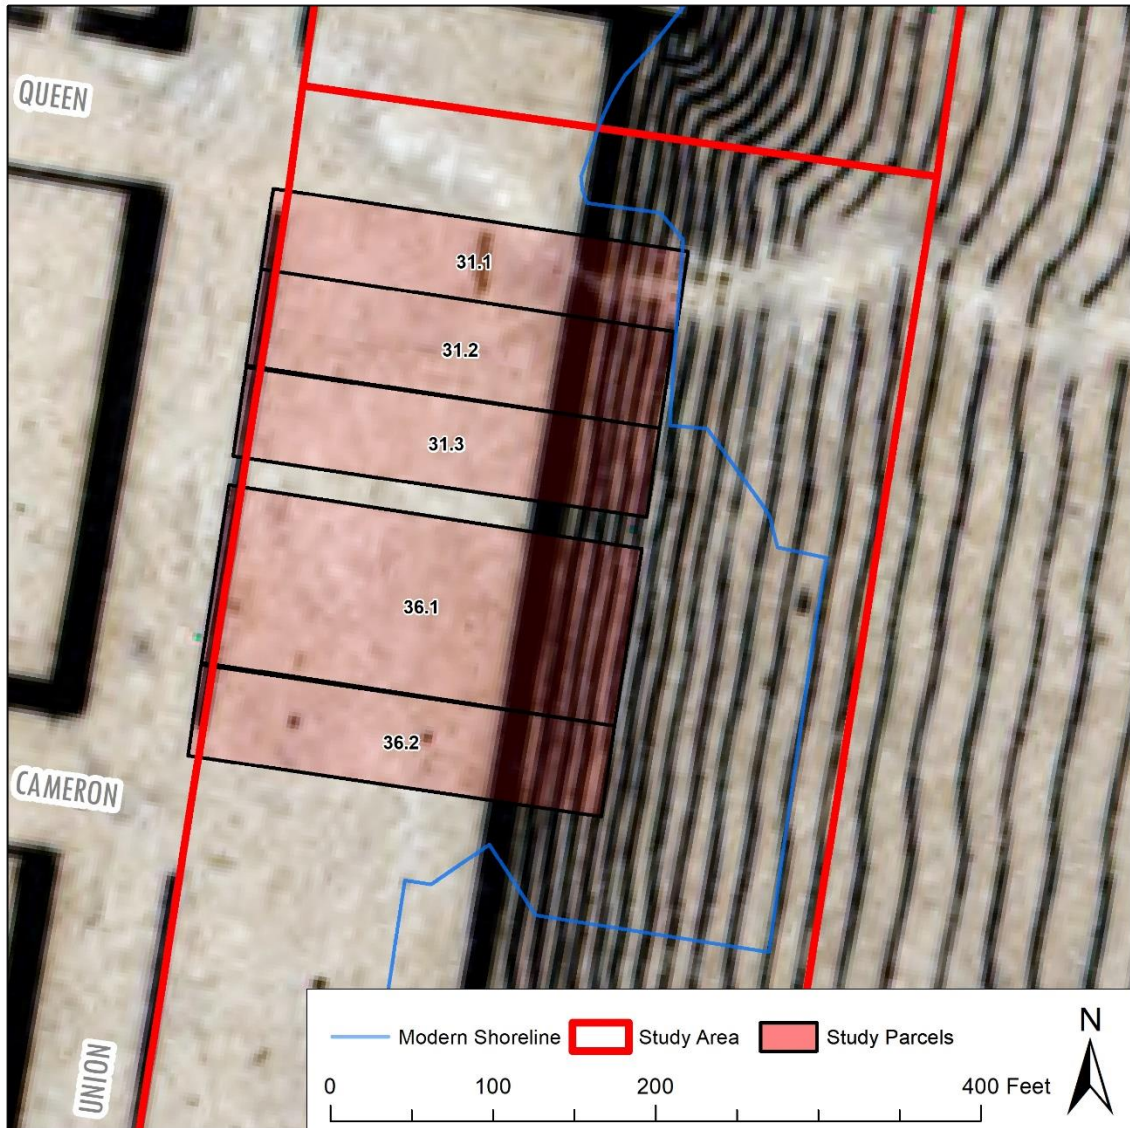 QUEEN
31.1
31.2
31.3
36.1
36.2
CAMERON
UNION
Modern Shoreline
Study Area
Study Parcels
N
0 100 200 400 Feet